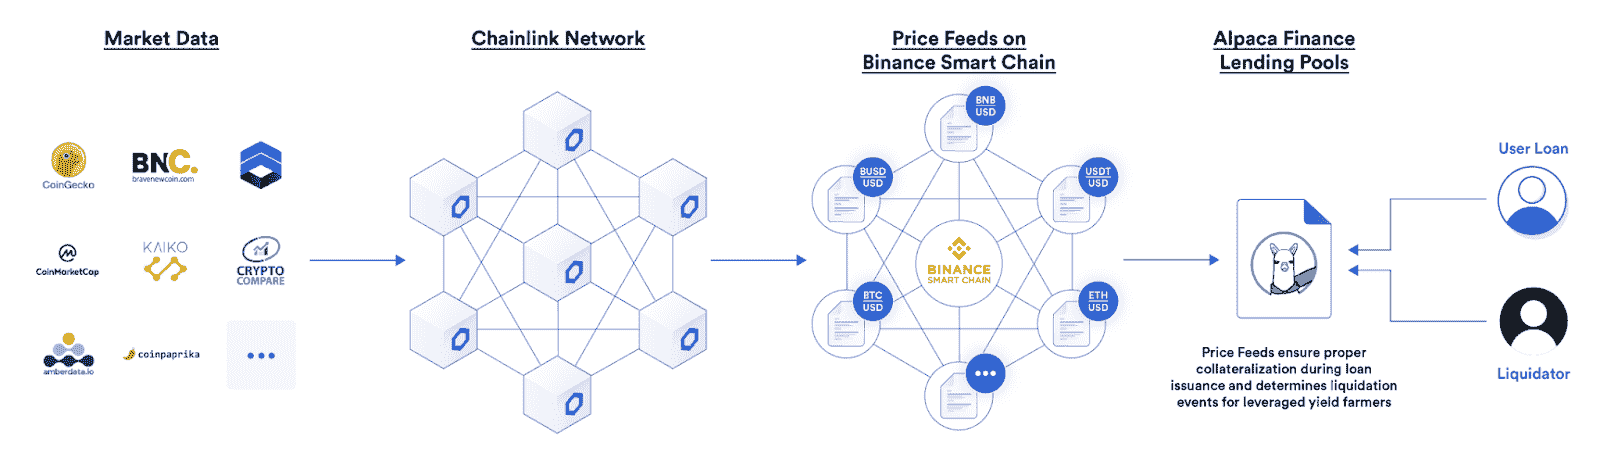 Market Data
Chainlink Network
Price Feeds on
Binance Smart Chain
Alpaca Finance
Lending Pools
CoinGecko
BNC.
bravenewcoin.com
CoinMarketCap
KAIKO
CRYPTO
COMPARE
amberdata.io
coinpaprika
BNB
USD
BUSD
USD
USDT
USD
BINANCE
SMART CHAIN
BTC
USD
ETH
USD
User Loan
Liquidator
Price Feeds ensure proper
collateralization during loan
issuance and determines liquidation
events for leveraged yield farmers